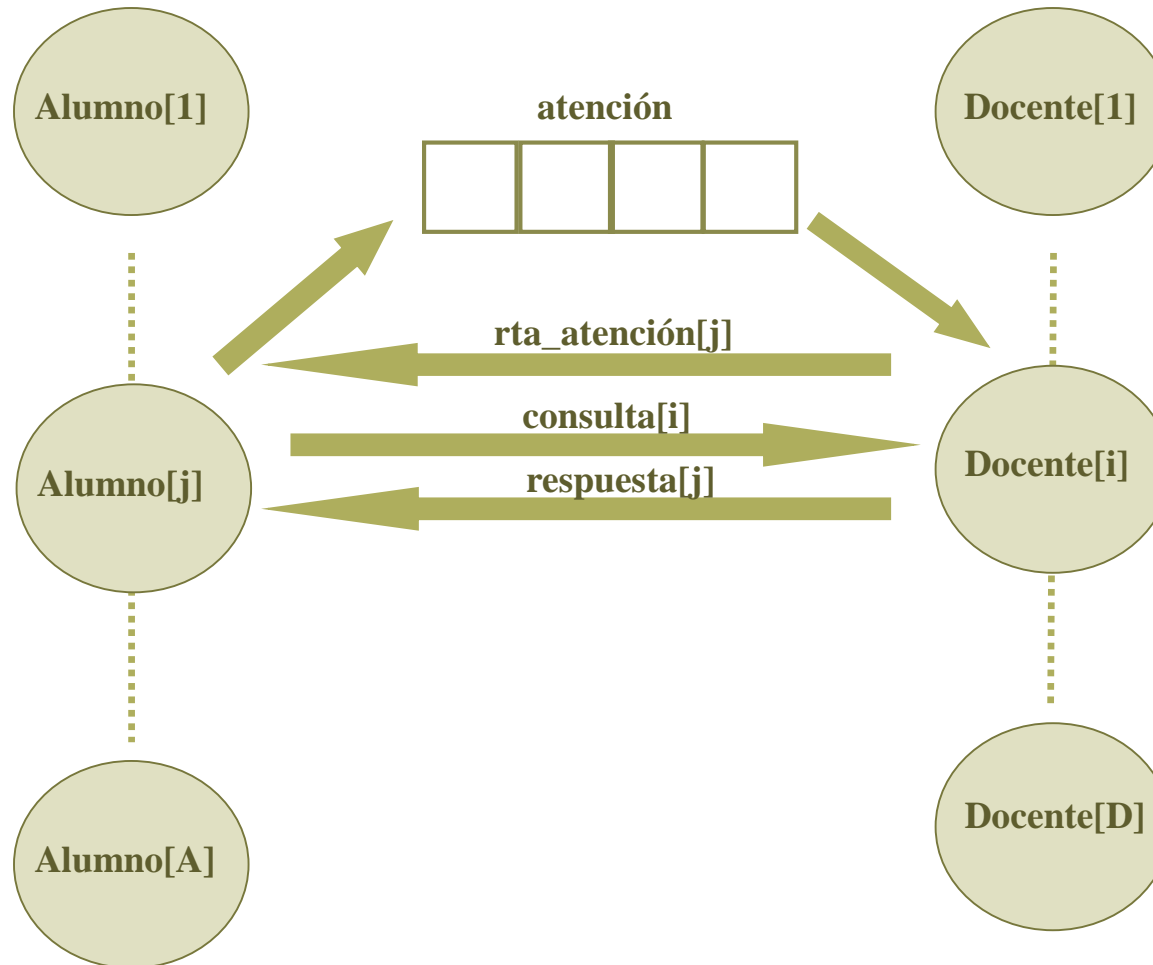 Alumno[1]
atención
Docente[1]
rta_atención[j]
consulta[i]
Alumno[j]
respuesta[j]
Docente[i]
Alumno[A]
Docente[D]